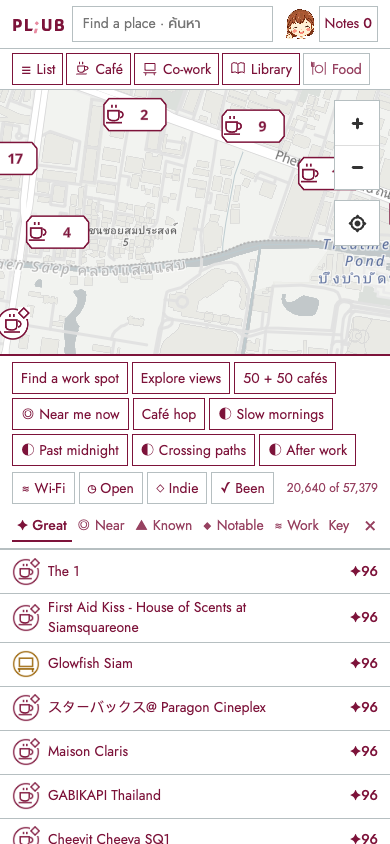 PL;UB
Find a place · ค้นหา
Notes 0
List
Café
Co-work
Library
Food
2
9
17
4
ชนซอยสมประสงค์
5
คลองแสนแสบ
Pond
บึงบำบัด
Find a work spot
Explore views
50 + 50 cafés
Near me now
Café hop
Slow mornings
Past midnight
Crossing paths
After work
Wi-Fi
Open
Indie
Been
20,640 of 57,379
Great
Near
Known
Notable
Work
Key
The 1
96
First Aid Kiss - House of Scents at
Siamsquareone
96
Glowfish Siam
96
スターバックス@ Paragon Cineplex
96
Maison Claris
96
GABIKAPI Thailand
96
Cheevit Cheeva SQ1
96